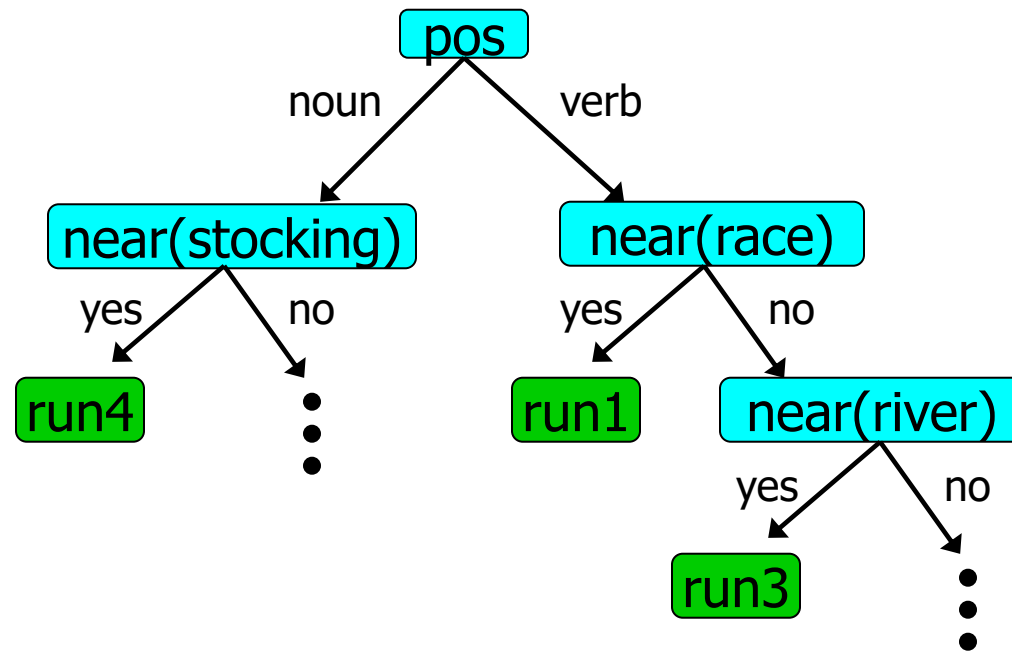 pos
noun verb
near(stocking) near(race)
yes no yes no
run4 run1 near(river)
yes no
run3